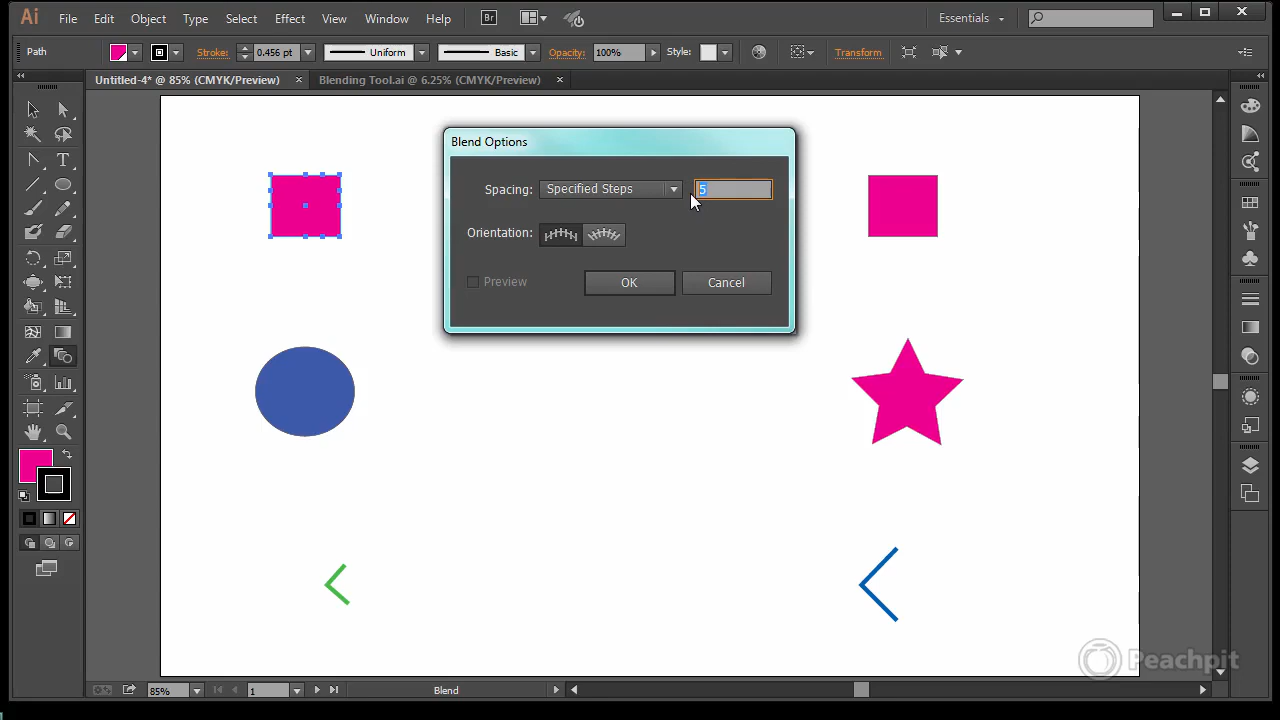 Ai File Edit Object Type Select Effect View Window Help Br Essentials
Path Stroke: 0.456 pt Uniform Basic Opacity: 100% Style: Transform
Untitled-4* @ 85% (CMYK/Preview) × Blending Tool.ai @ 6.25% (CMYK/Preview) ×
Blend Options
Spacing: Specified Steps 5
Orientation:
Preview OK Cancel
Peachpit
85% 1 Blend